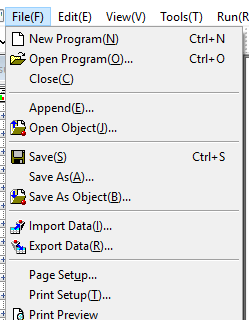 File(F) Edit(E) View(V) Tools(T) Run(R
New Program(N) Ctrl+N
Open Program(O)... Ctrl+O
Close(C)
Append(E)...
Open Object(J)...
Save(S) Ctrl+S
Save As(A)...
Save As Object(B)...
Import Data(I)...
Export Data(R)...
Page Setup...
Print Setup(T)...
Print Preview